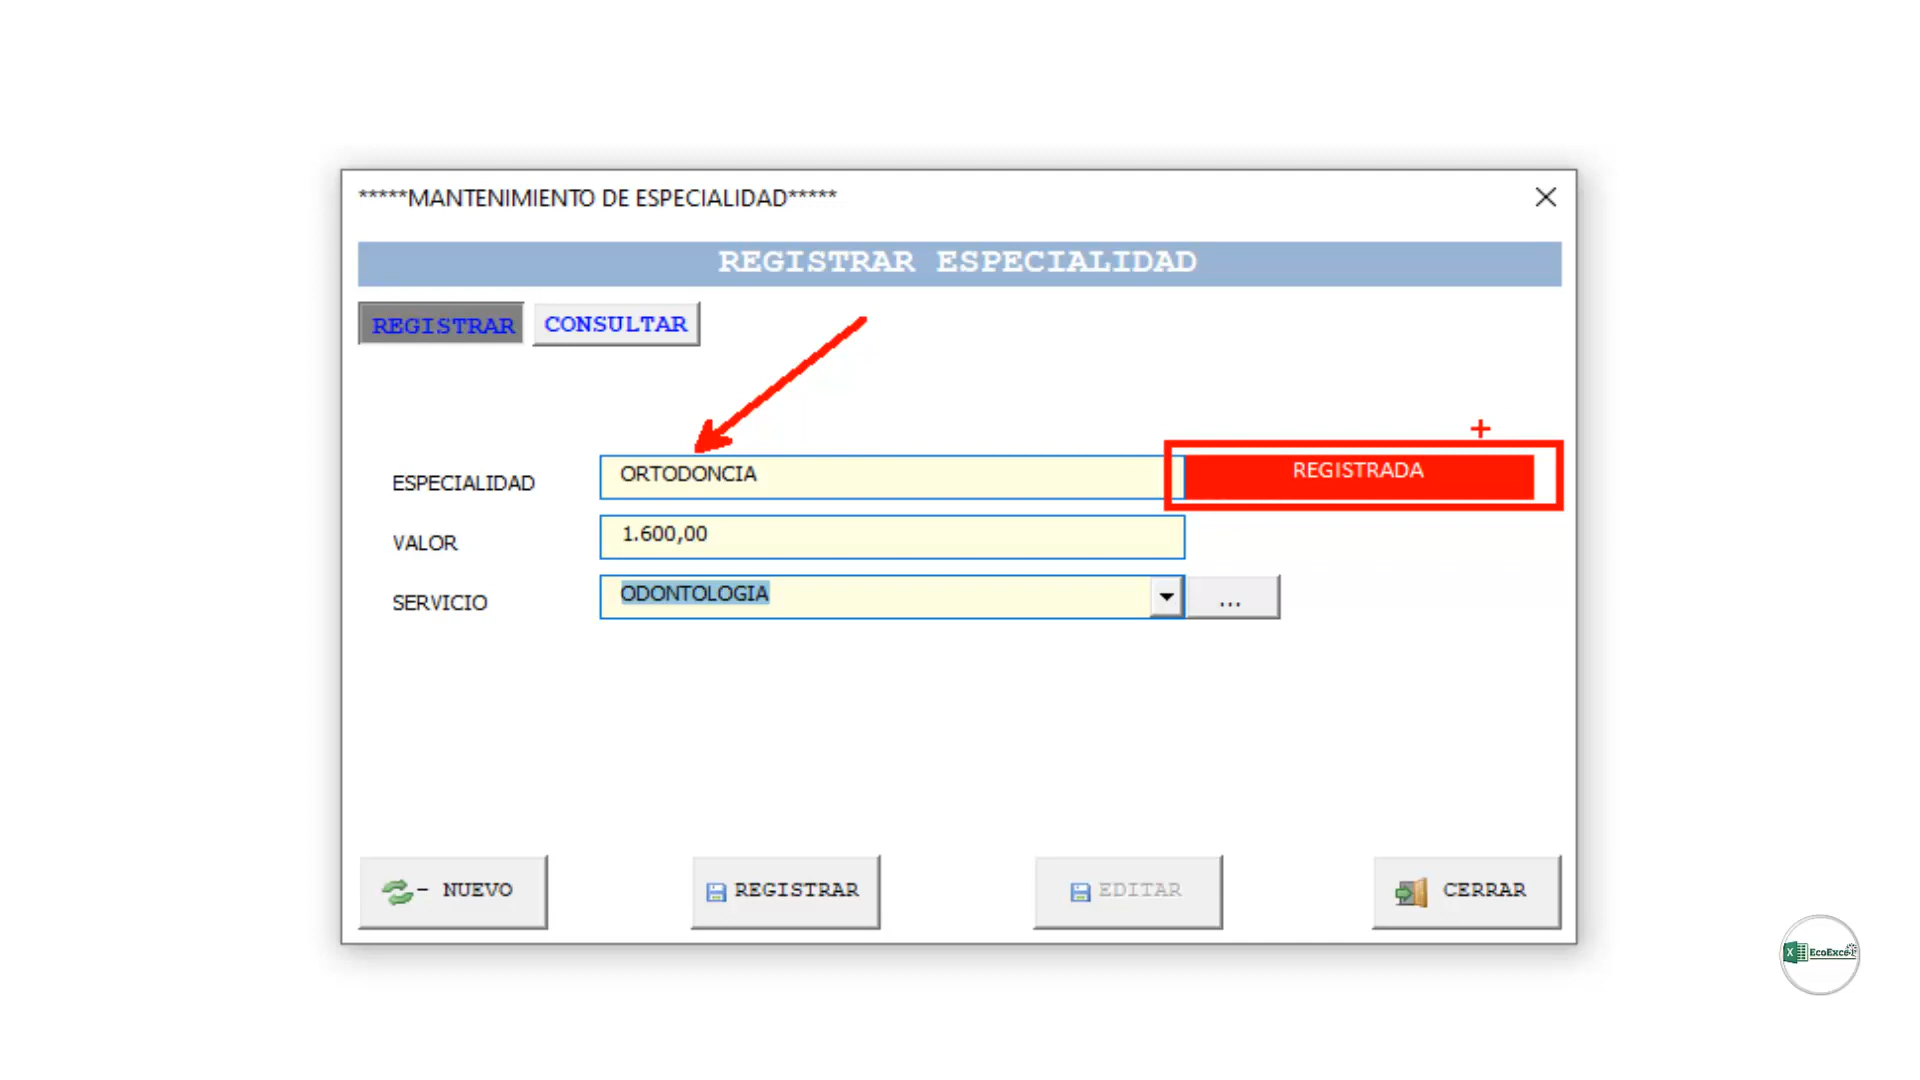 *****MANTENIMIENTO DE ESPECIALIDAD*****
REGISTRAR ESPECIALIDAD
REGISTRAR CONSULTAR
ESPECIALIDAD ORTODONCIA REGISTRADA
VALOR 1.600,00
SERVICIO ODONTOLOGIA ...
- NUEVO REGISTRAR EDITAR CERRAR
EcoExcel